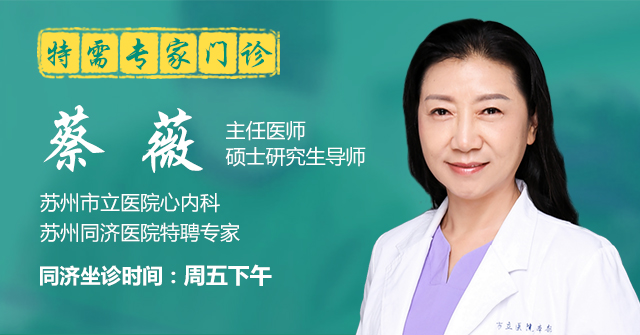 特需专家门诊
蔡薇
主任医师
硕士研究生导师
苏州市立医院心内科
苏州同济医院特聘专家
同济坐诊时间：周五下午